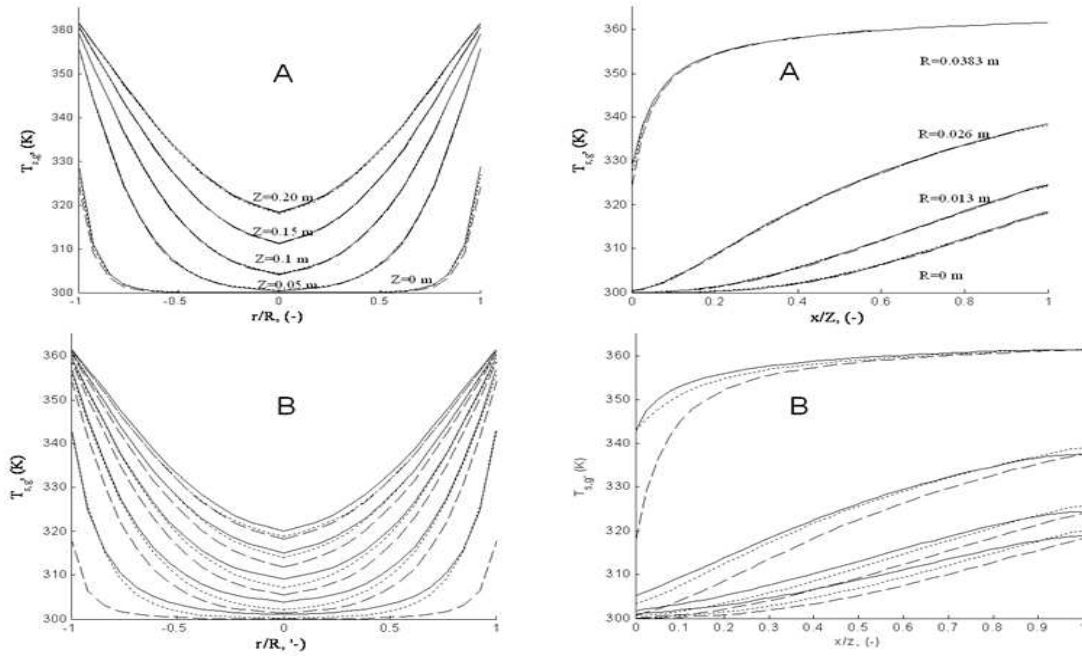 360
350
340
330
320
310
300
T s,g, (K)
A
Z=0.20 m
Z=0.15 m
Z=0.1 m
Z=0.05 m
Z=0 m
-1
-0.5
0
0.5
1
r/R, (-)
360
350
340
330
320
310
300
T s,g, (K)
A
R=0.0383 m
R=0.026 m
R=0.013 m
R=0 m
0
0.2
0.4
0.6
0.8
1
x/Z, (-)
360
350
340
330
320
310
300
T s,g, (K)
B
-1
-0.5
0
0.5
1
r/R, '-)
360
350
340
330
320
310
300
T s,g, (K)
B
0
0.1
0.2
0.3
0.4
0.5
0.6
0.7
0.8
0.9
1
x/Z, (-)